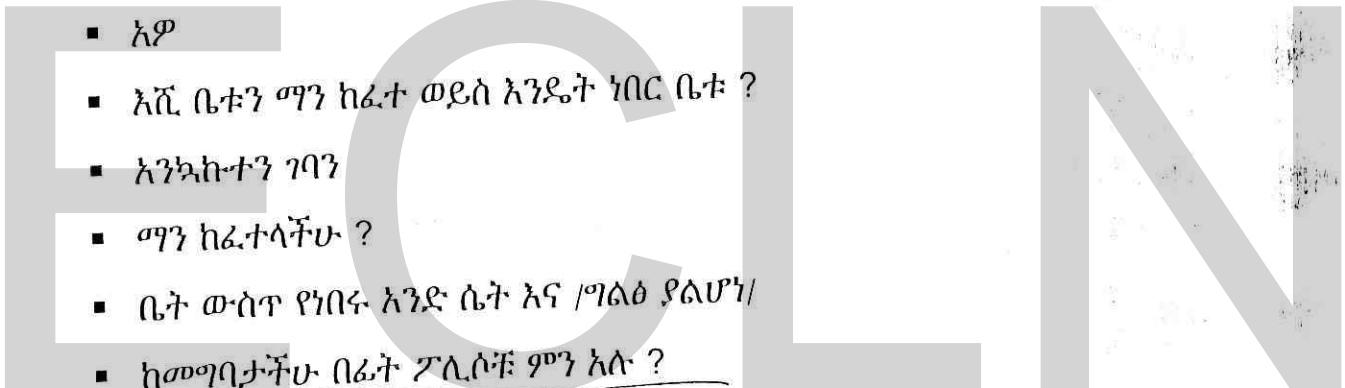 ▪ አዎ
▪ እሺ ቤቱን ማን ከፈተ ወይስ እንዴት ነበር ቤቱ ?
▪ አንኳኩተን ገባን
▪ ማን ከፈተላችሁ ?
▪ ቤት ውስጥ የነበሩ አንድ ሴት እና /ግልፅ ያልሆነ/
▪ ከመግባታችሁ በፊት ፖሊሶቹ ምን አሉ ?
ECLN